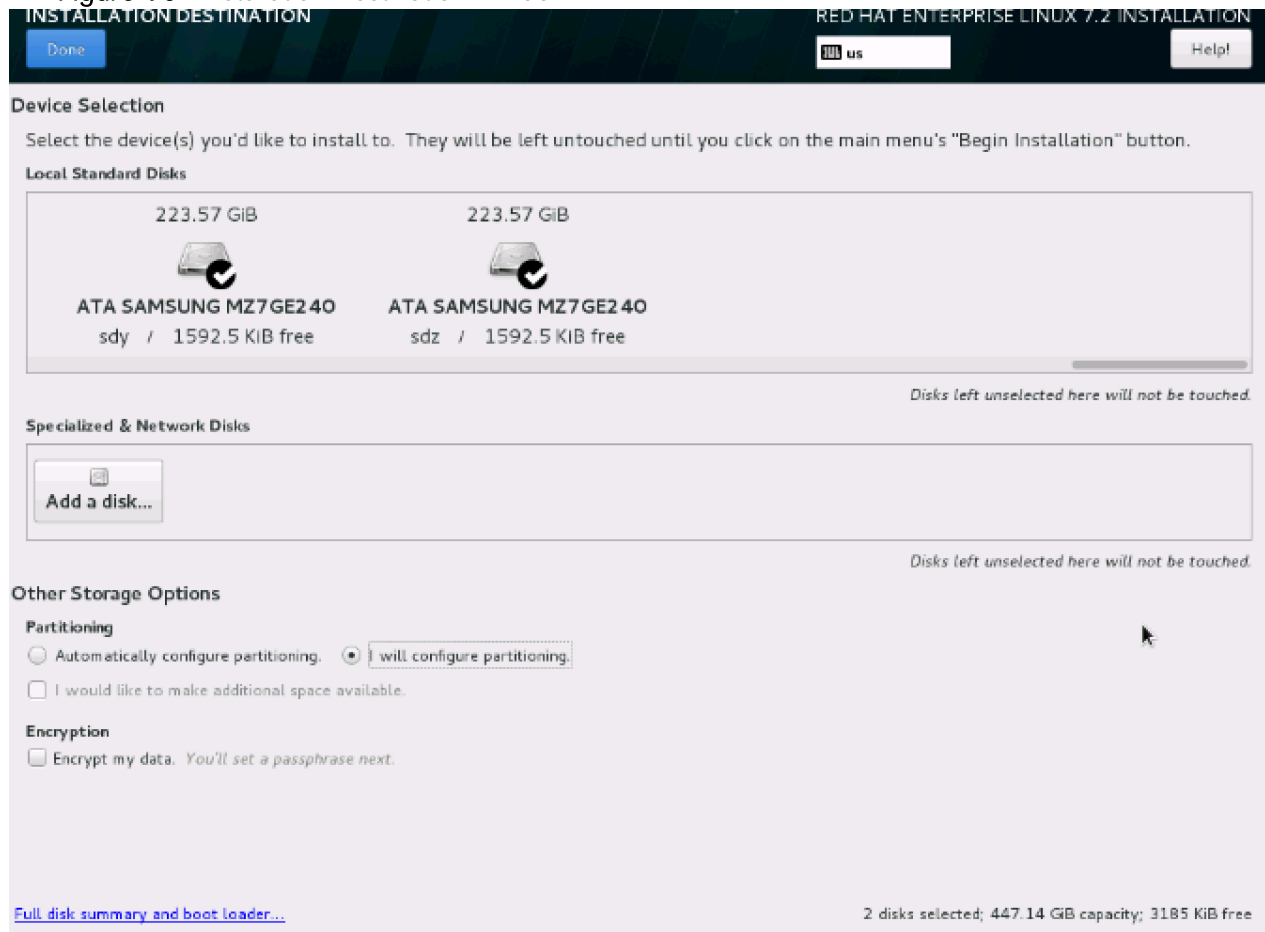 INSTALLATION DESTINATION
RED HAT ENTERPRISE LINUX 7.2 INSTALLATION
Done
us
Help!
Device Selection
Select the device(s) you'd like to install to. They will be left untouched until you click on the main menu's "Begin Installation" button.
Local Standard Disks
223.57 GiB
223.57 GiB
ATA SAMSUNG MZ7GE240
ATA SAMSUNG MZ7GE240
sdy / 1592.5 KiB free
sdz / 1592.5 KiB free
Disks left unselected here will not be touched.
Specialized & Network Disks
Add a disk...
Disks left unselected here will not be touched.
Other Storage Options
Partitioning
Automatically configure partitioning.
I will configure partitioning.
I would like to make additional space available.
Encryption
Encrypt my data. You'll set a passphrase next.
Full disk summary and boot loader...
2 disks selected; 447.14 GiB capacity; 3185 KiB free